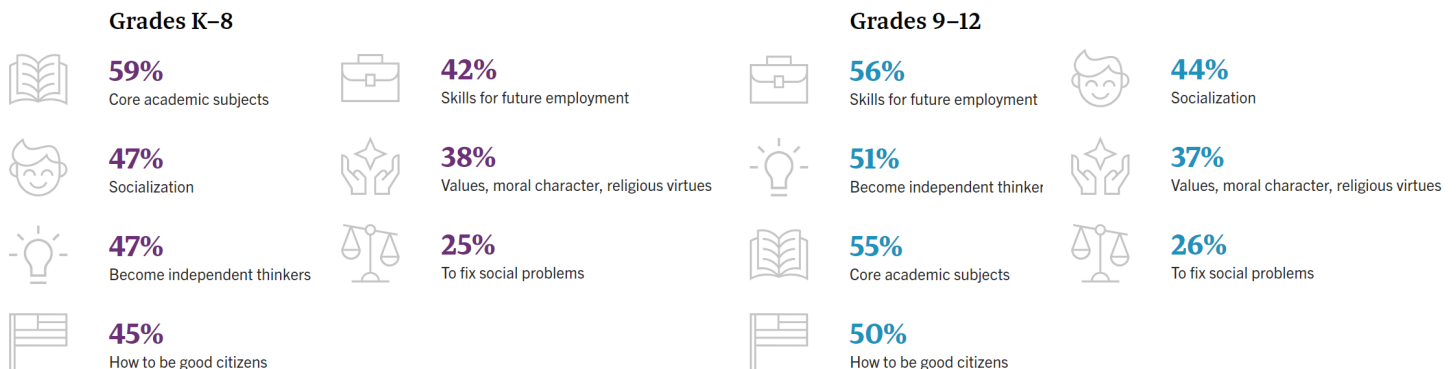 Grades K–8
59%
Core academic subjects
47%
Socialization
47%
Become independent thinkers
45%
How to be good citizens
42%
Skills for future employment
38%
Values, moral character, religious virtues
25%
To fix social problems
Grades 9–12
56%
Skills for future employment
51%
Become independent thinker
55%
Core academic subjects
50%
How to be good citizens
44%
Socialization
37%
Values, moral character, religious virtues
26%
To fix social problems